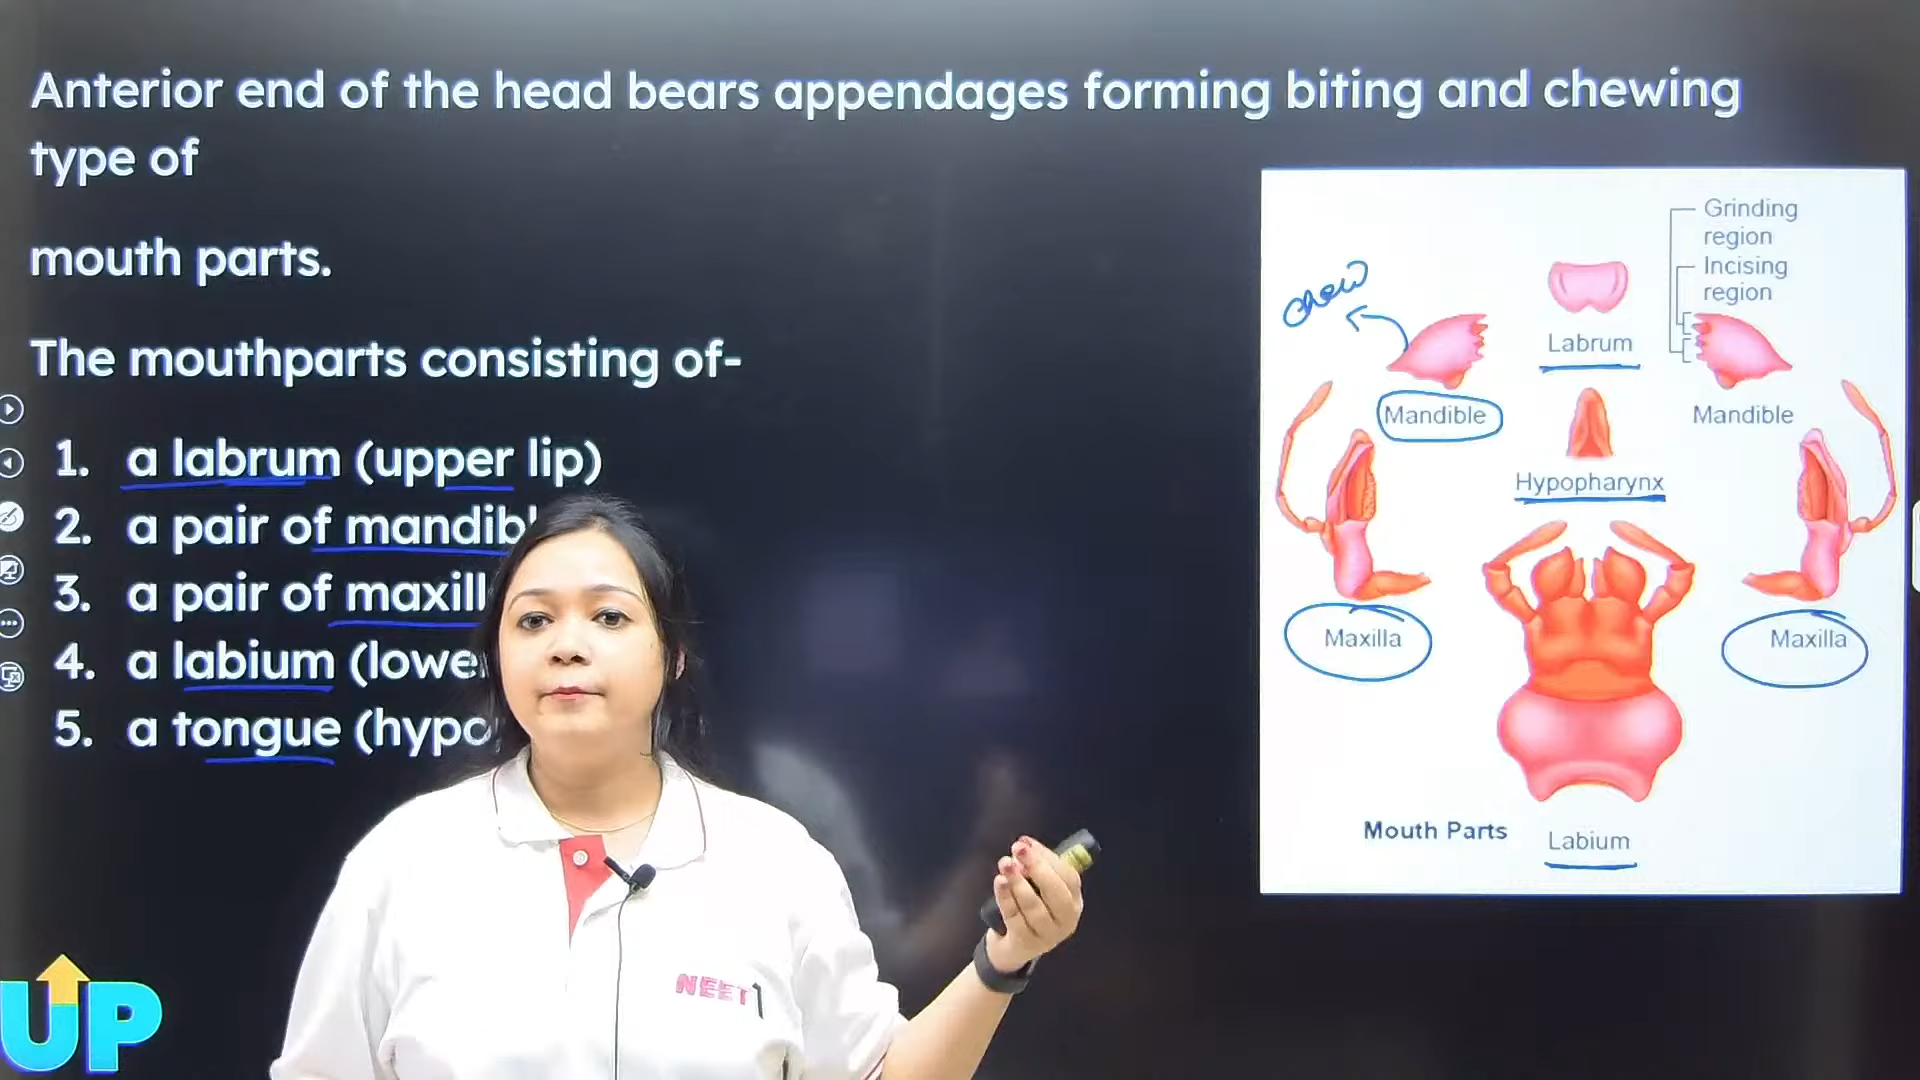 Anterior end of the head bears appendages forming biting and chewing
type of
mouth parts.
The mouthparts consisting of-
1. a labrum (upper lip)
2. a pair of
3. a pair of
4. a labium
5. a tongue
Grinding
region
Incising
region
chew
Labrum
Mandible
Mandible
Hypopharynx
Maxilla
Maxilla
Mouth Parts
Labium
NEET
UP